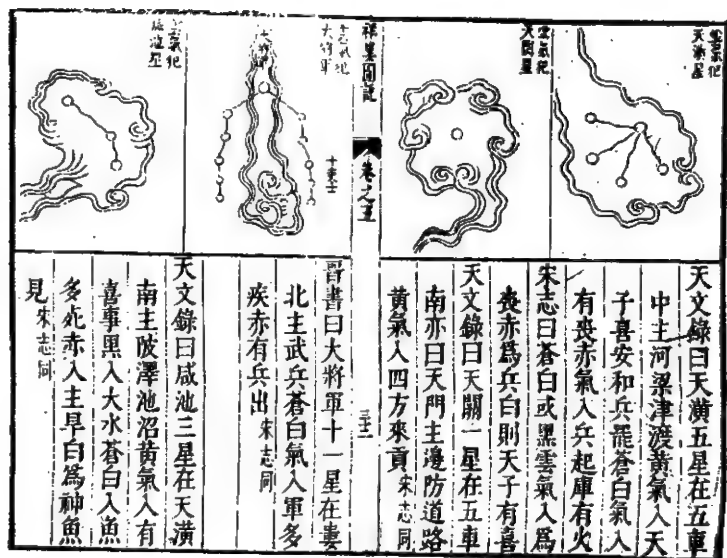 雲氣犯
天潢星
天文錄曰天潢五星在五車
中主河梁津渡黃氣入天
子喜安和兵罷蒼白氣入
有喪赤氣入兵起庫有火
宋志曰蒼白或黑雲氣入爲
喪赤爲兵白則天子有喜
雲氣犯
天關星
天文錄曰天關一星在五車
南亦曰天門主邊防道路
黃氣入四方來貢宋志同
祥異圖說
卷之五
三三
雲氣犯
大將軍
大將軍
晉書曰大將軍十一星在婁
北主武兵蒼白氣入軍多
疾赤有兵出宋志同
雲氣犯
咸池星
天文錄曰咸池三星在天潢
南主陂澤池沼黃氣入有
喜事黑入大水蒼白入魚
多死赤入主旱白爲神魚
見宋志同